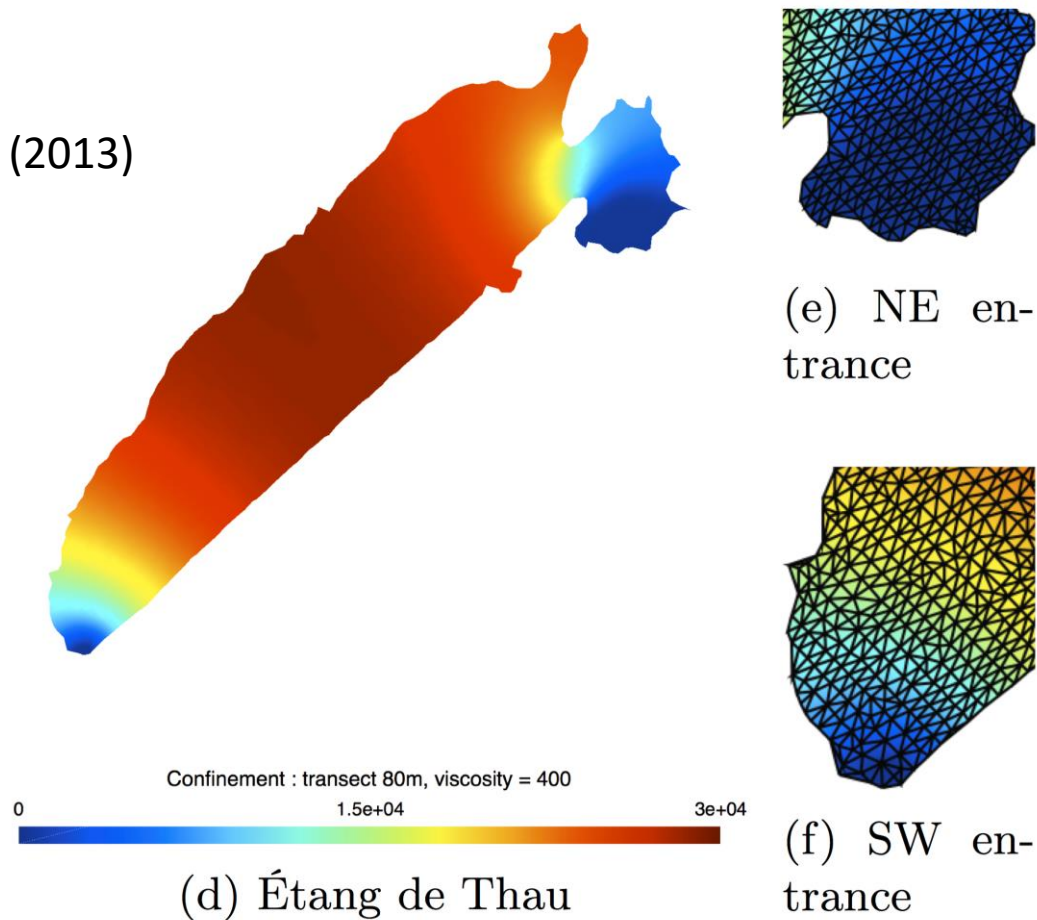 (2013)
Confinement : transect 80m, viscosity = 400
0 1.5e+04 3e+04
(d) Étang de Thau
(e) NE en-
trance
(f) SW en-
trance